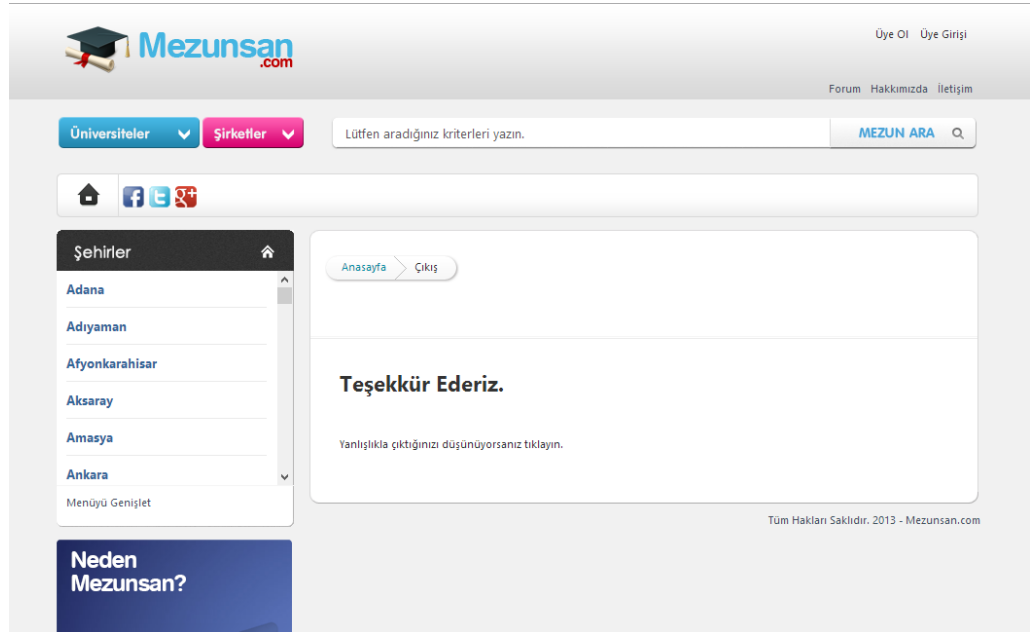 Mezunsan
.com
Üye Ol Üye Girişi
Forum Hakkımızda İletişim
Üniversiteler Şirketler Lütfen aradığınız kriterleri yazın. MEZUN ARA
Şehirler
Adana
Adıyaman
Afyonkarahisar
Aksaray
Amasya
Ankara
Menüyü Genişlet
Neden
Mezunsan?
Anasayfa Çıkış
Teşekkür Ederiz.
Yanlışlıkla çıktığınızı düşünüyorsanız tıklayın.
Tüm Hakları Saklıdır. 2013 - Mezunsan.com